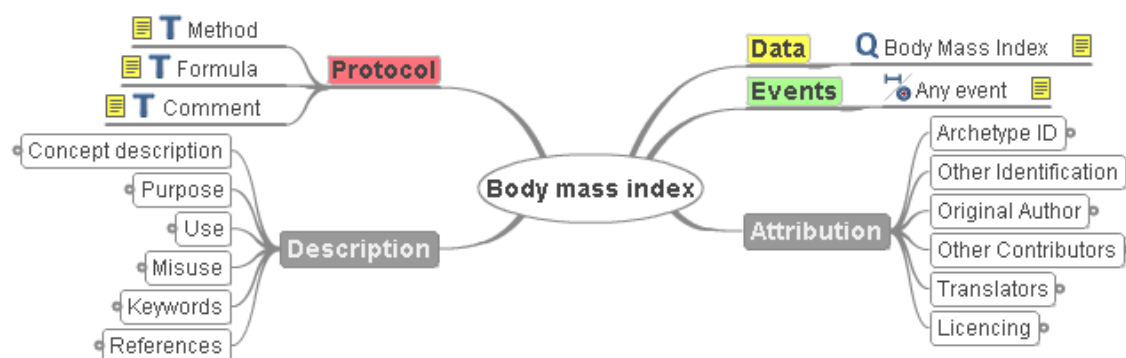 T Method
T Formula
T Comment
Protocol
Concept description
Purpose
Use
Misuse
Keywords
References
Description
Body mass index
Data
Q Body Mass Index
Events
Any event
Attribution
Archetype ID
Other Identification
Original Author
Other Contributors
Translators
Licencing